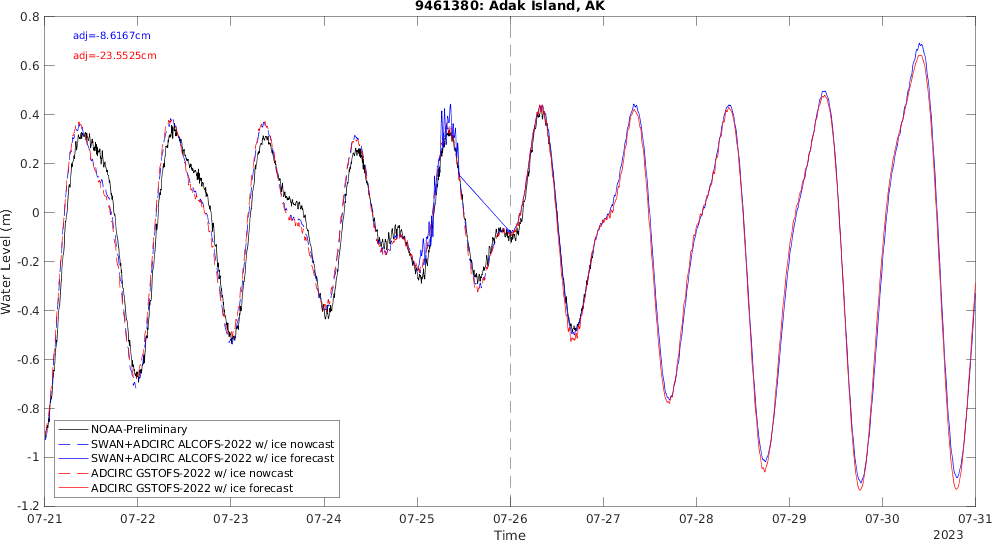 9461380: Adak Island, AK
adj=-8.6167cm
adj=-23.5525cm
0.8
0.6
0.4
0.2
0
-0.2
-0.4
-0.6
-0.8
-1
-1.2
Water Level (m)
NOAA-Preliminary
SWAN+ADCIRC ALCOFS-2022 w/ ice nowcast
SWAN+ADCIRC ALCOFS-2022 w/ ice forecast
ADCIRC GSTOFS-2022 w/ ice nowcast
ADCIRC GSTOFS-2022 w/ ice forecast
07-21 07-22 07-23 07-24 07-25 07-26 07-27 07-28 07-29 07-30 07-31
Time
2023